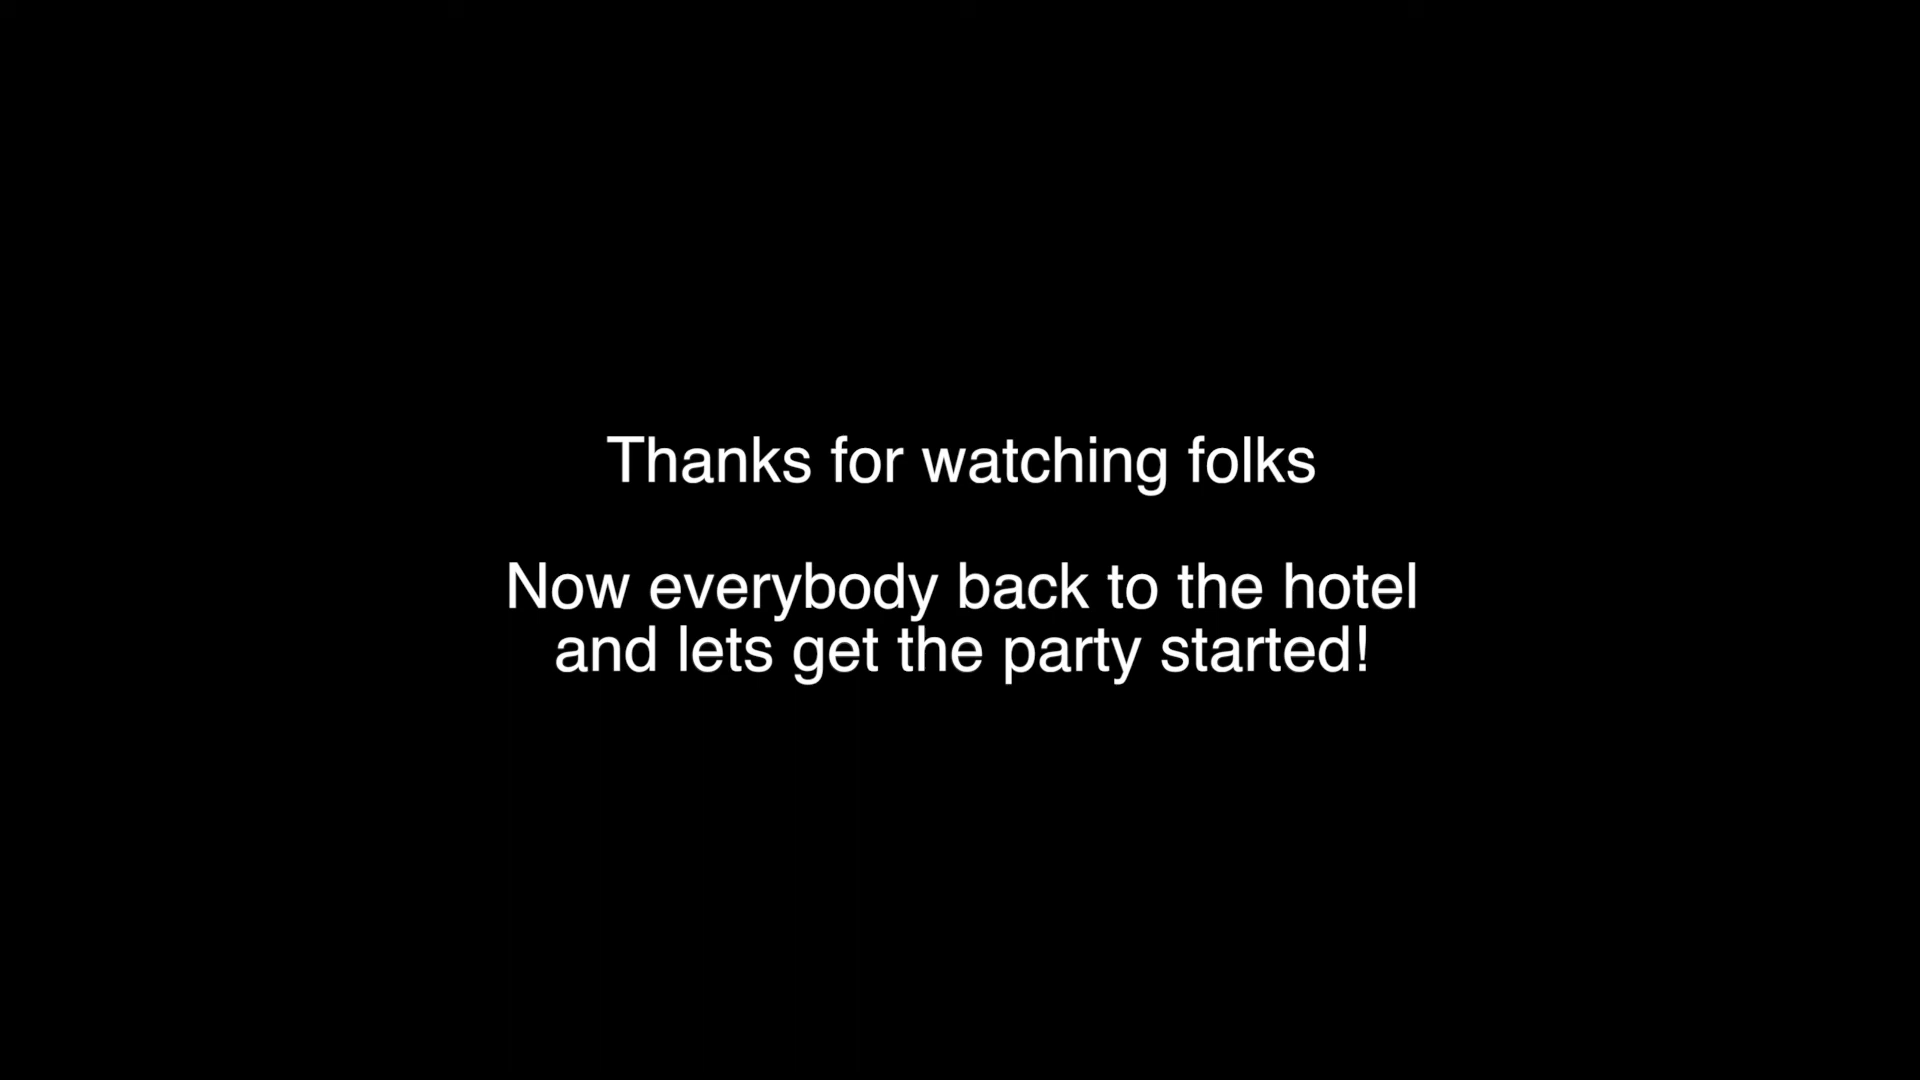 Thanks for watching folks
Now everybody back to the hotel
and lets get the party started!